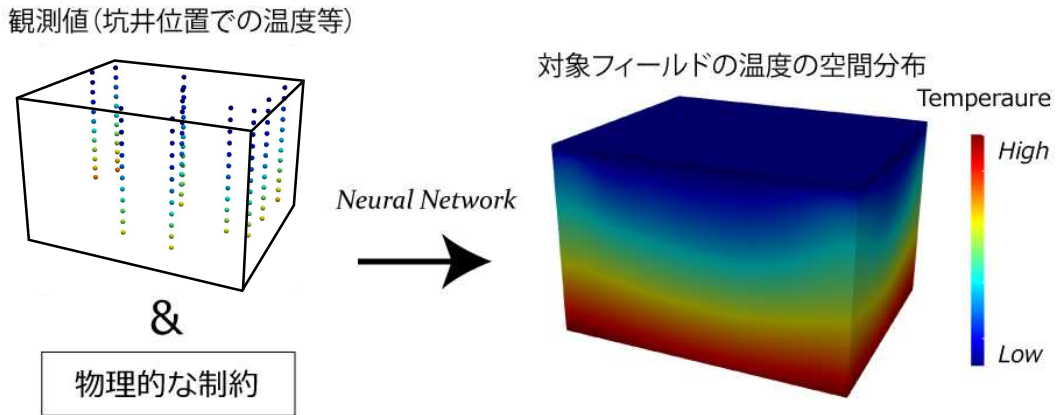 観測値(坑井位置での温度等)
&
物理的な制約
Neural Network
対象フィールドの温度の空間分布
Temperaure
High
Low